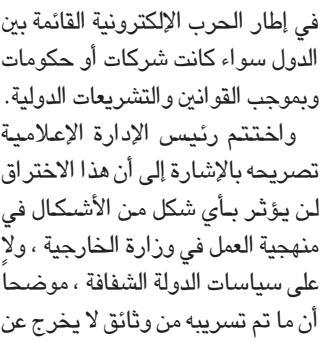 في إطار الحرب الإلكترونية القائمة بين
الدول سواء كانت شركات أو حكومات
وبموجب القوانين والتشريعات الدولية.
واختتم رئيس الإدارة الإعلامية
تصريحه بالإشارة إلى أن هذا الاختراق
لن يؤثر بأي شكل من الأشكال في
منهجية العمل في وزارة الخارجية ، ولا
على سياسات الدولة الشفافة ، موضحاً
أن ما تم تسريبه من وثائق لا يخرج عن